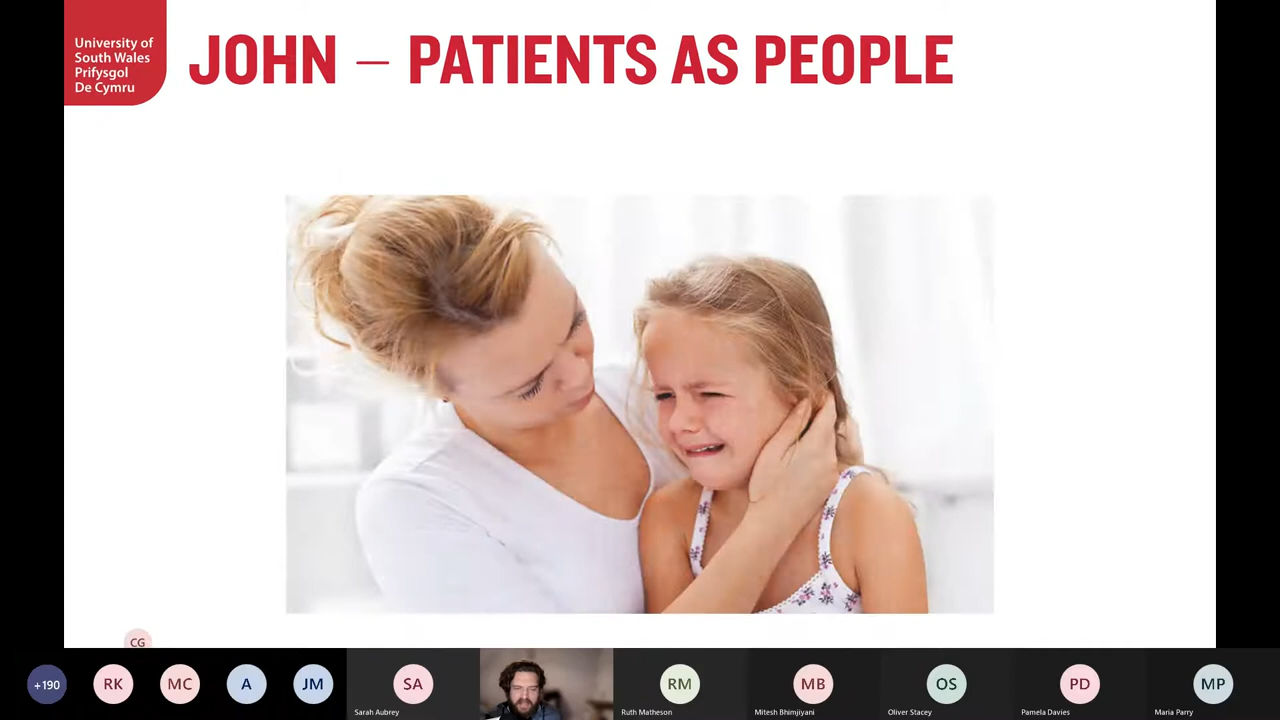 University of
South Wales
Prifysgol
De Cymru
JOHN – PATIENTS AS PEOPLE
CG
+190
RK
MC
A
JM
SA
Sarah Aubrey
RM
Ruth Matheson
MB
Mitesh Bhimjiyani
OS
Oliver Stacey
PD
Pamela Davies
MP
Maria Parry